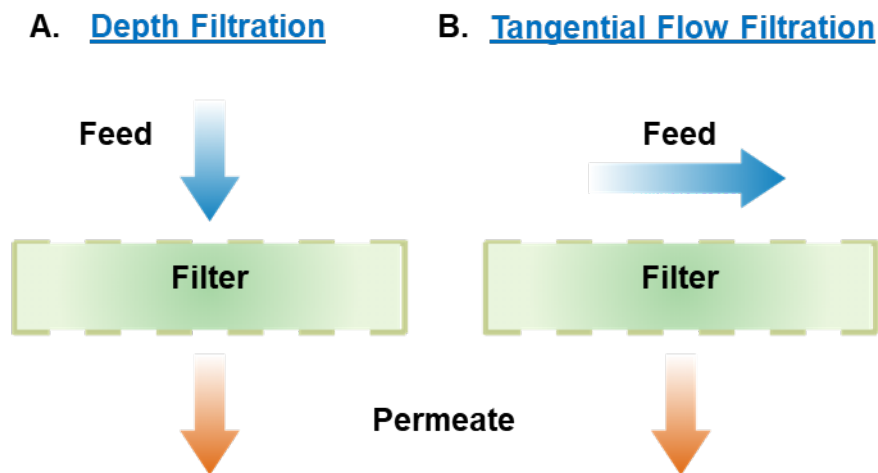 A. Depth Filtration
B. Tangential Flow Filtration
Feed
Feed
Filter
Filter
Permeate